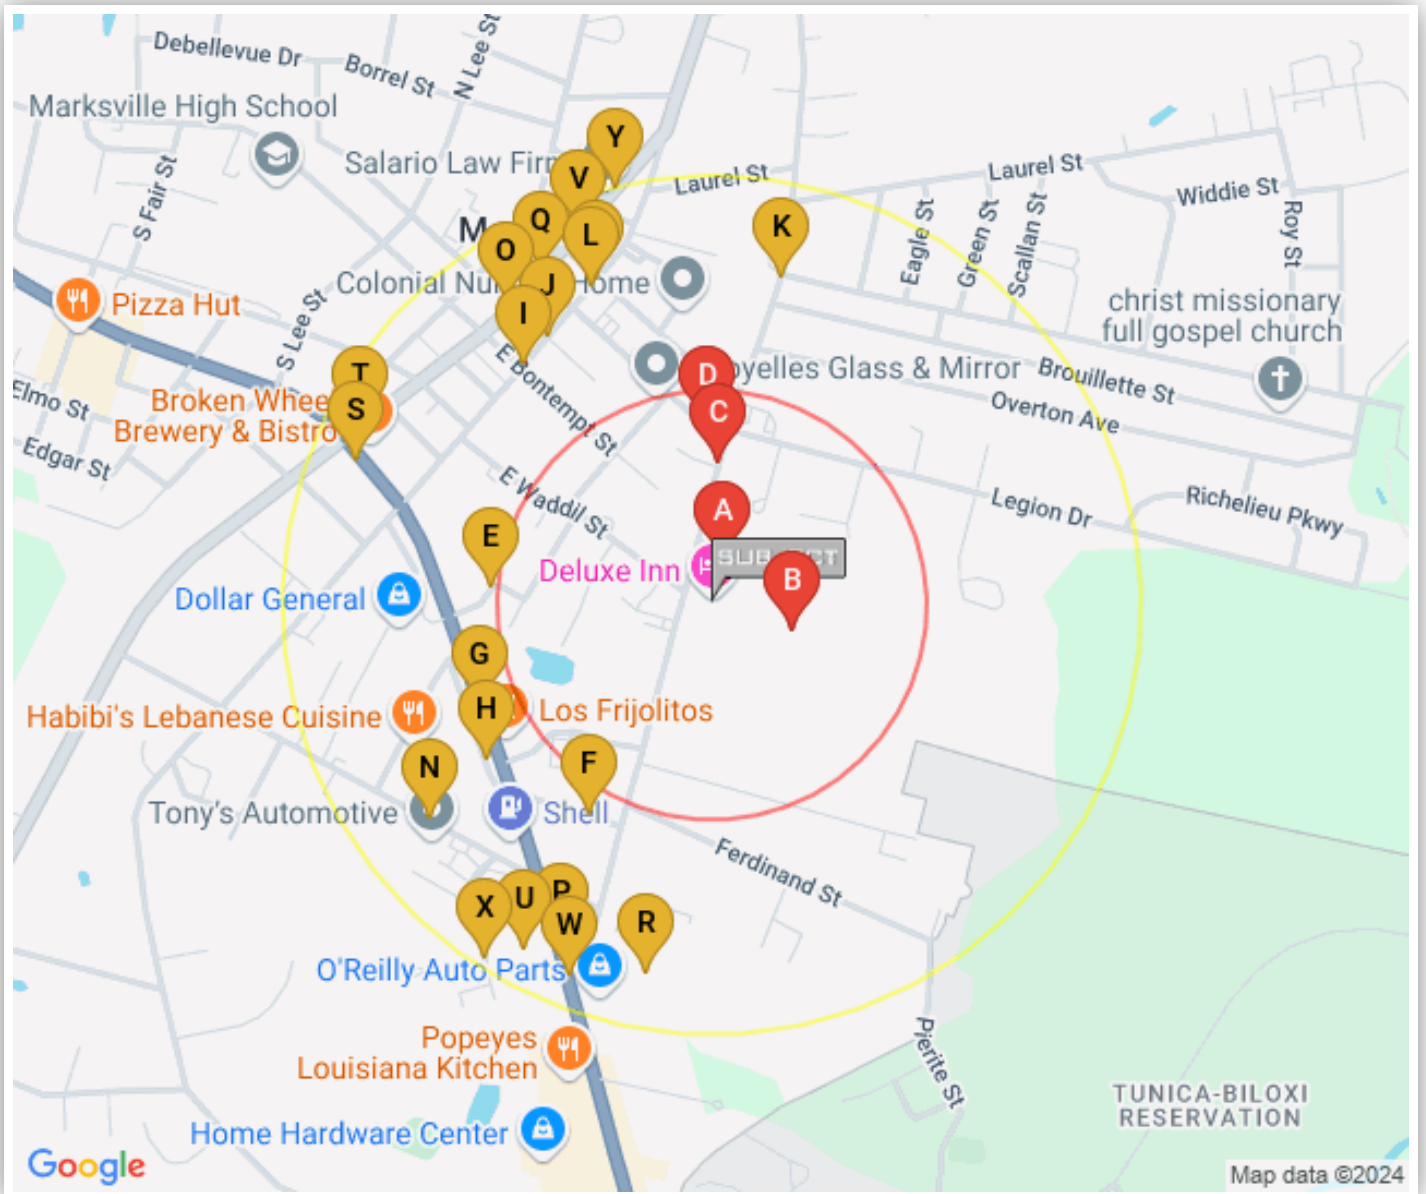 Debellevue Dr
Borrel St
N Lee St
Marksville High School
Y
Salario Law Firm
V
Laurel St
Laurel St
Widdie St
S Fair St
Q
L
K
M
O
Eagle St
Green St
Scallan St
Roy St
Colonial Nu
Home
J
Pizza Hut
I
christ missionary
full gospel church
S Lee St
E Bontempt St
T
D
oyelles Glass & Mirror
Brouillette St
Elmo St
Broken Whee
Brewery & Bistro
S
C
Overton Ave
Edgar St
E Waddil St
A
Legion Dr
Richelieu Pkwy
E
SUBJECT
Deluxe Inn
B
Dollar General
G
Habibi's Lebanese Cuisine
H
Los Frijolitos
N
F
Tony's Automotive
Shell
Ferdinand St
X
U
P
W
R
O'Reilly Auto Parts
Popeyes
Louisiana Kitchen
Pierite St
TUNICA-BILOXI
RESERVATION
Home Hardware Center
Google
Map data ©2024